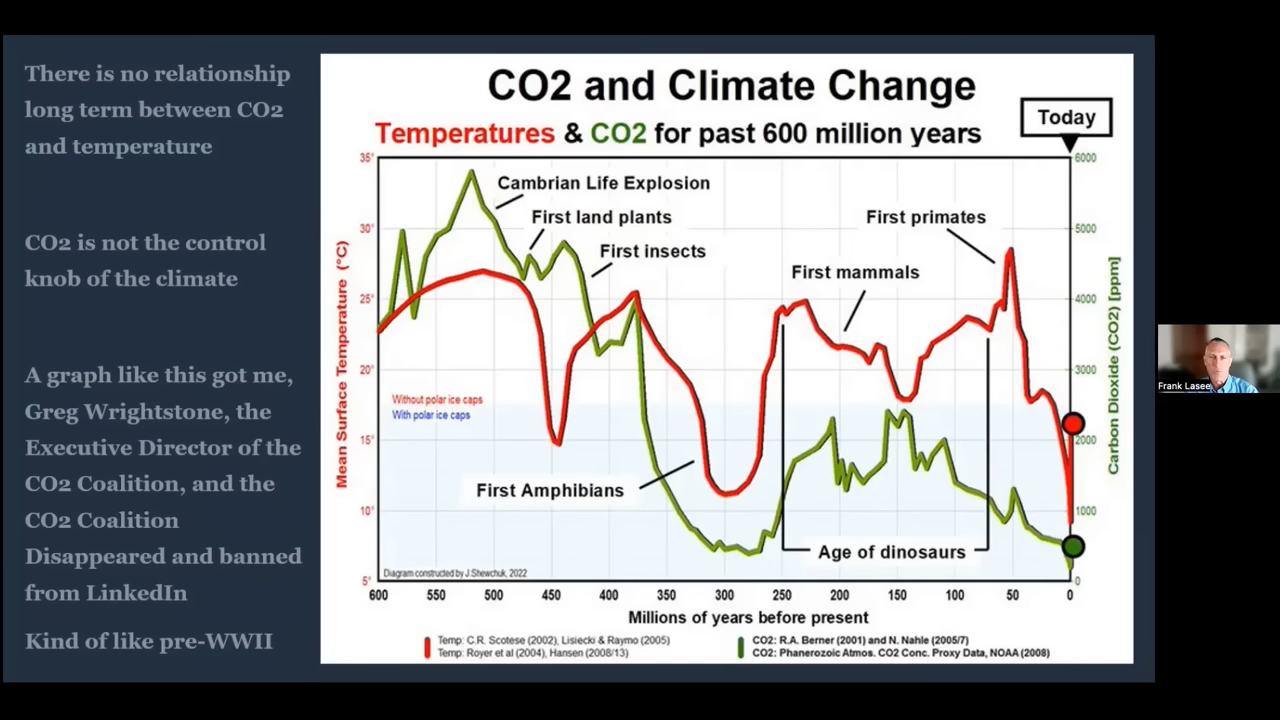 There is no relationship
long term between CO2
and temperature
CO2 is not the control
knob of the climate
A graph like this got me,
Greg Wrightstone, the
Executive Director of the
CO2 Coalition, and the
CO2 Coalition
Disappeared and banned
from LinkedIn
Kind of like pre-WWII
CO2 and Climate Change
Temperatures & CO2 for past 600 million years
Today
35°
30°
25°
20°
15°
10°
5°
Mean Surface Temperature (°C)
6000
5000
4000
3000
2000
1000
0
Carbon Dioxide (CO2) [ppm]
Cambrian Life Explosion
First land plants
First insects
First primates
First mammals
Without polar ice caps
With polar ice caps
First Amphibians
Age of dinosaurs
Diagram constructed by J.Shewchuk, 2022
600 550 500 450 400 350 300 250 200 150 100 50 0
Millions of years before present
Temp: C.R. Scotese (2002), Lisiecki & Raymo (2005)
Temp: Royer et al (2004), Hansen (2008/13)
CO2: R.A. Berner (2001) and N. Nahle (2005/7)
CO2: Phanerozoic Atmos. CO2 Conc. Proxy Data, NOAA (2008)
Frank Lasee